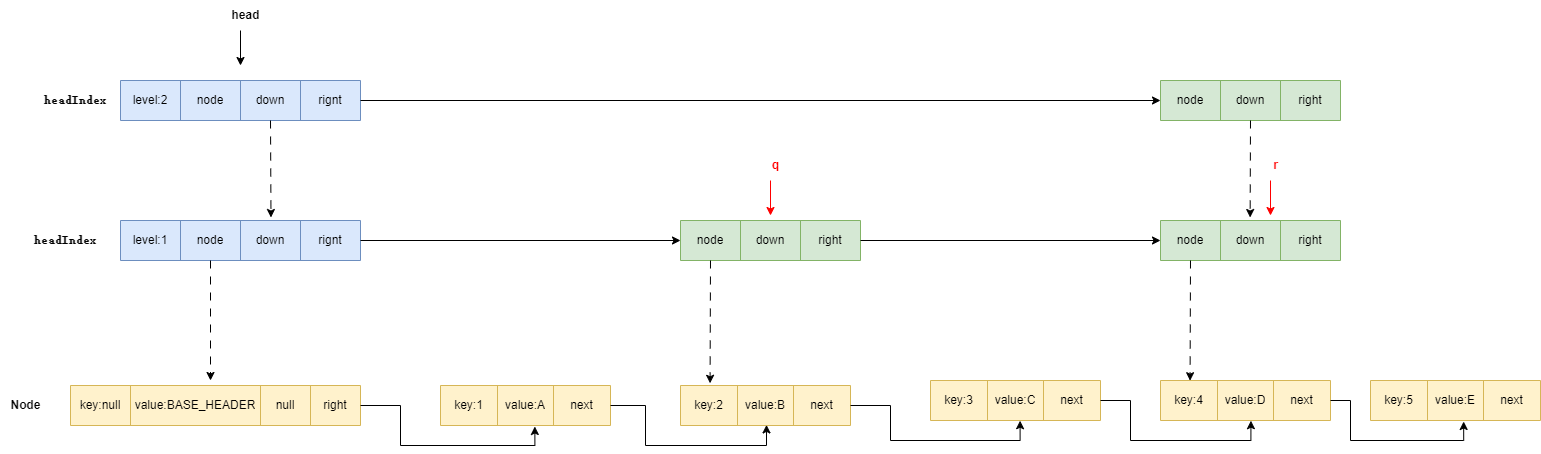 head
headIndex level:2 node down rignt node down right
q r
headIndex level:1 node down rignt node down right node down right
Node key:null value:BASE_HEADER null right key:1 value:A next key:2 value:B next key:3 value:C next key:4 value:D next key:5 value:E next